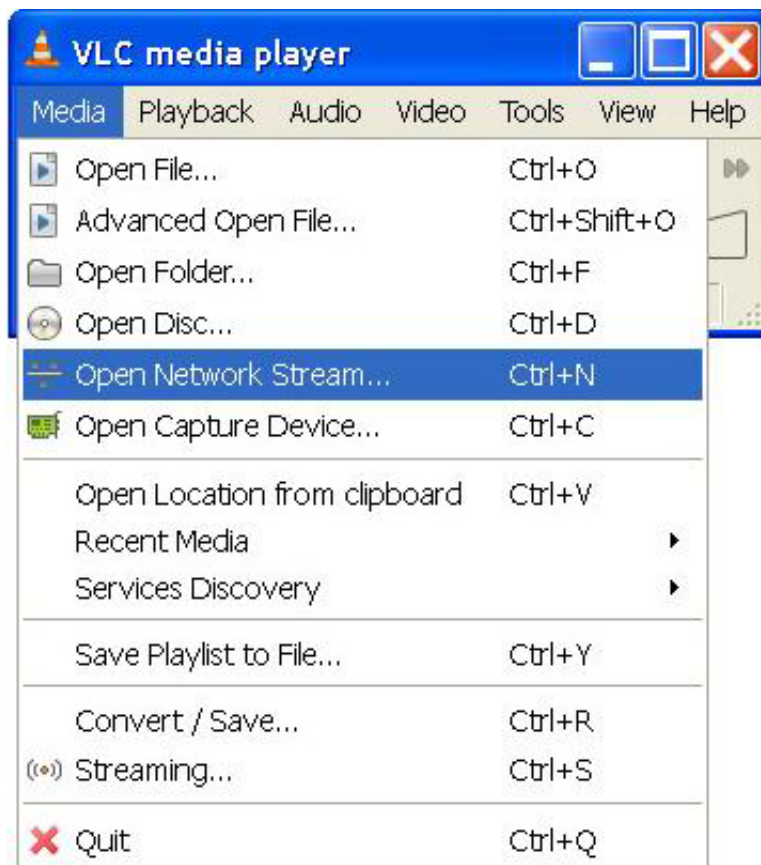 VLC media player
Media Playback Audio Video Tools View Help
Open File... Ctrl+O
Advanced Open File... Ctrl+Shift+O
Open Folder... Ctrl+F
Open Disc... Ctrl+D
Open Network Stream... Ctrl+N
Open Capture Device... Ctrl+C
Open Location from clipboard Ctrl+V
Recent Media
Services Discovery
Save Playlist to File... Ctrl+Y
Convert / Save... Ctrl+R
Streaming... Ctrl+S
Quit Ctrl+Q